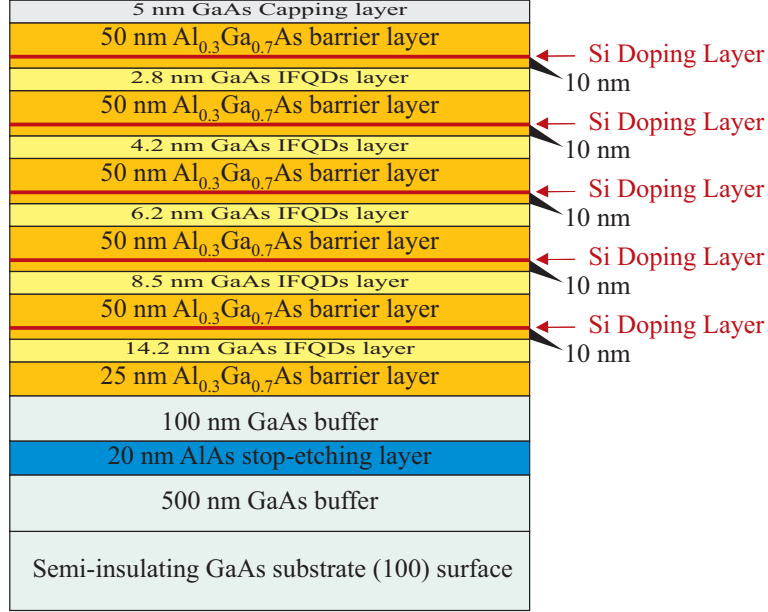 5 nm GaAs Capping layer
50 nm Al₀.₃Ga₀.₇As barrier layer
Si Doping Layer
2.8 nm GaAs IFQDs layer
10 nm
50 nm Al₀.₃Ga₀.₇As barrier layer
Si Doping Layer
4.2 nm GaAs IFQDs layer
10 nm
50 nm Al₀.₃Ga₀.₇As barrier layer
Si Doping Layer
6.2 nm GaAs IFQDs layer
10 nm
50 nm Al₀.₃Ga₀.₇As barrier layer
Si Doping Layer
8.5 nm GaAs IFQDs layer
10 nm
50 nm Al₀.₃Ga₀.₇As barrier layer
Si Doping Layer
14.2 nm GaAs IFQDs layer
10 nm
25 nm Al₀.₃Ga₀.₇As barrier layer
100 nm GaAs buffer
20 nm AlAs stop-etching layer
500 nm GaAs buffer
Semi-insulating GaAs substrate (100) surface